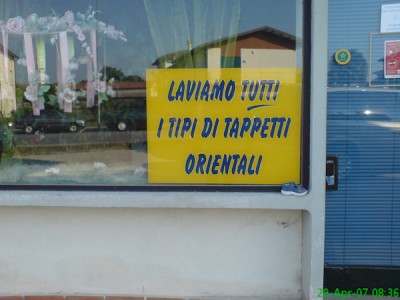 LAVIAMO TUTTI
I TIPI DI TAPPETTI
ORIENTALI
28-Apr-07 08:36